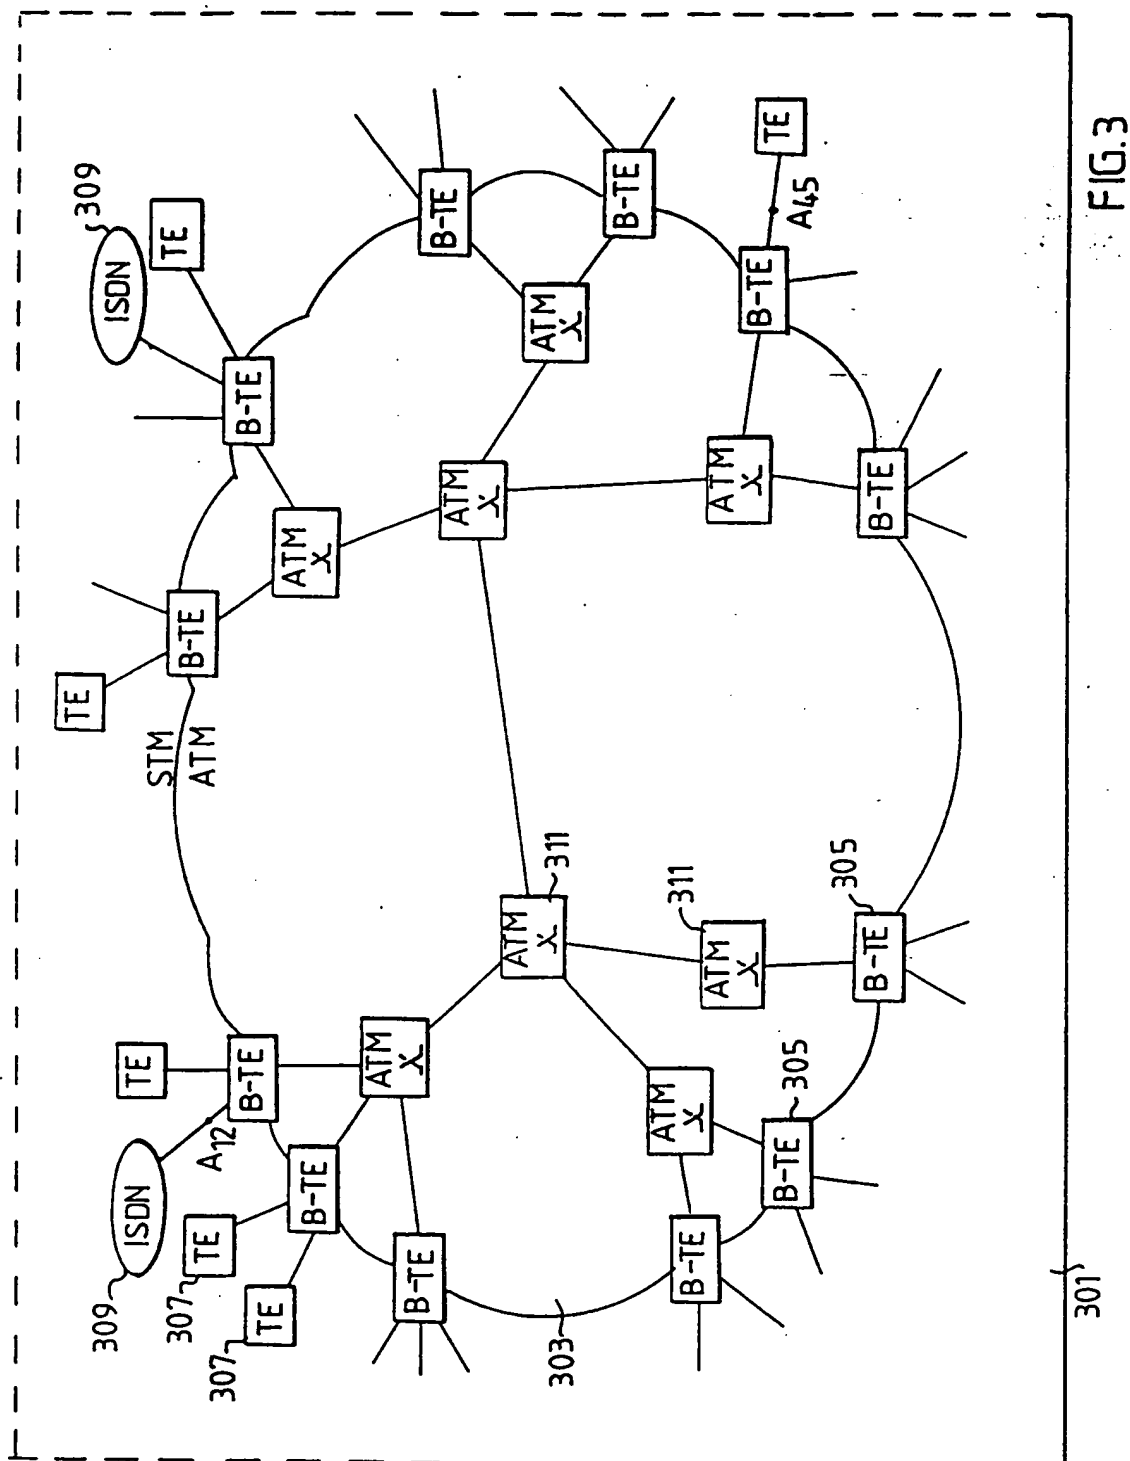 TE
309
309
ISDN
ISDN
TE
STM
TE
307
B-TE
ATM
TE
A12
307
B-TE
B-TE
TE
ATM
X
B-TE
ATM
X
B-TE
B-TE
ATM
X
ATM
X
311
ATM
X
303
B-TE
ATM
X
311
B-TE
ATM
X
ATM
X
B-TE
TE
B-TE
305
A45
305
B-TE
B-TE
301
FIG.3